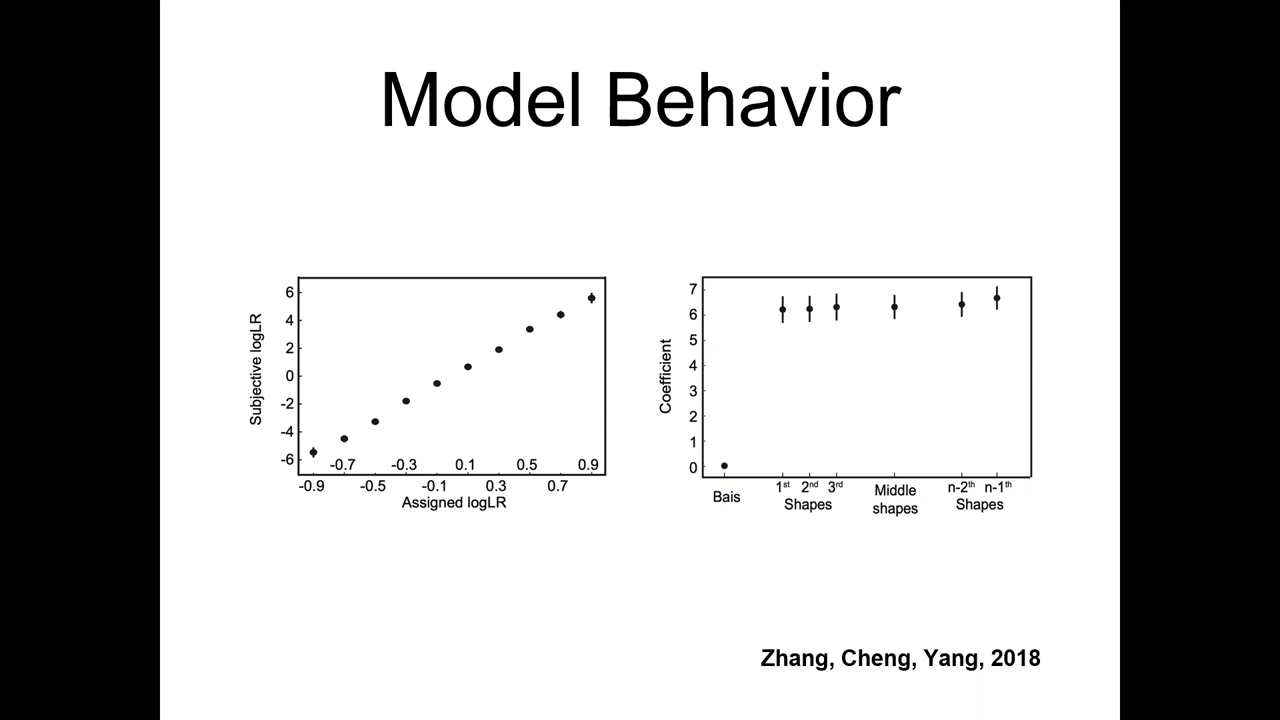 Model Behavior
Subjective logLR
6
4
2
0
-2
-4
-6
-0.7 -0.3 0.1 0.5 0.9
-0.9 -0.5 -0.1 0.3 0.7
Assigned logLR
Coefficient
7
6
5
4
3
2
1
0
Bais
1st 2nd 3rd
Shapes
Middle
shapes
n-2th n-1th
Shapes
Zhang, Cheng, Yang, 2018